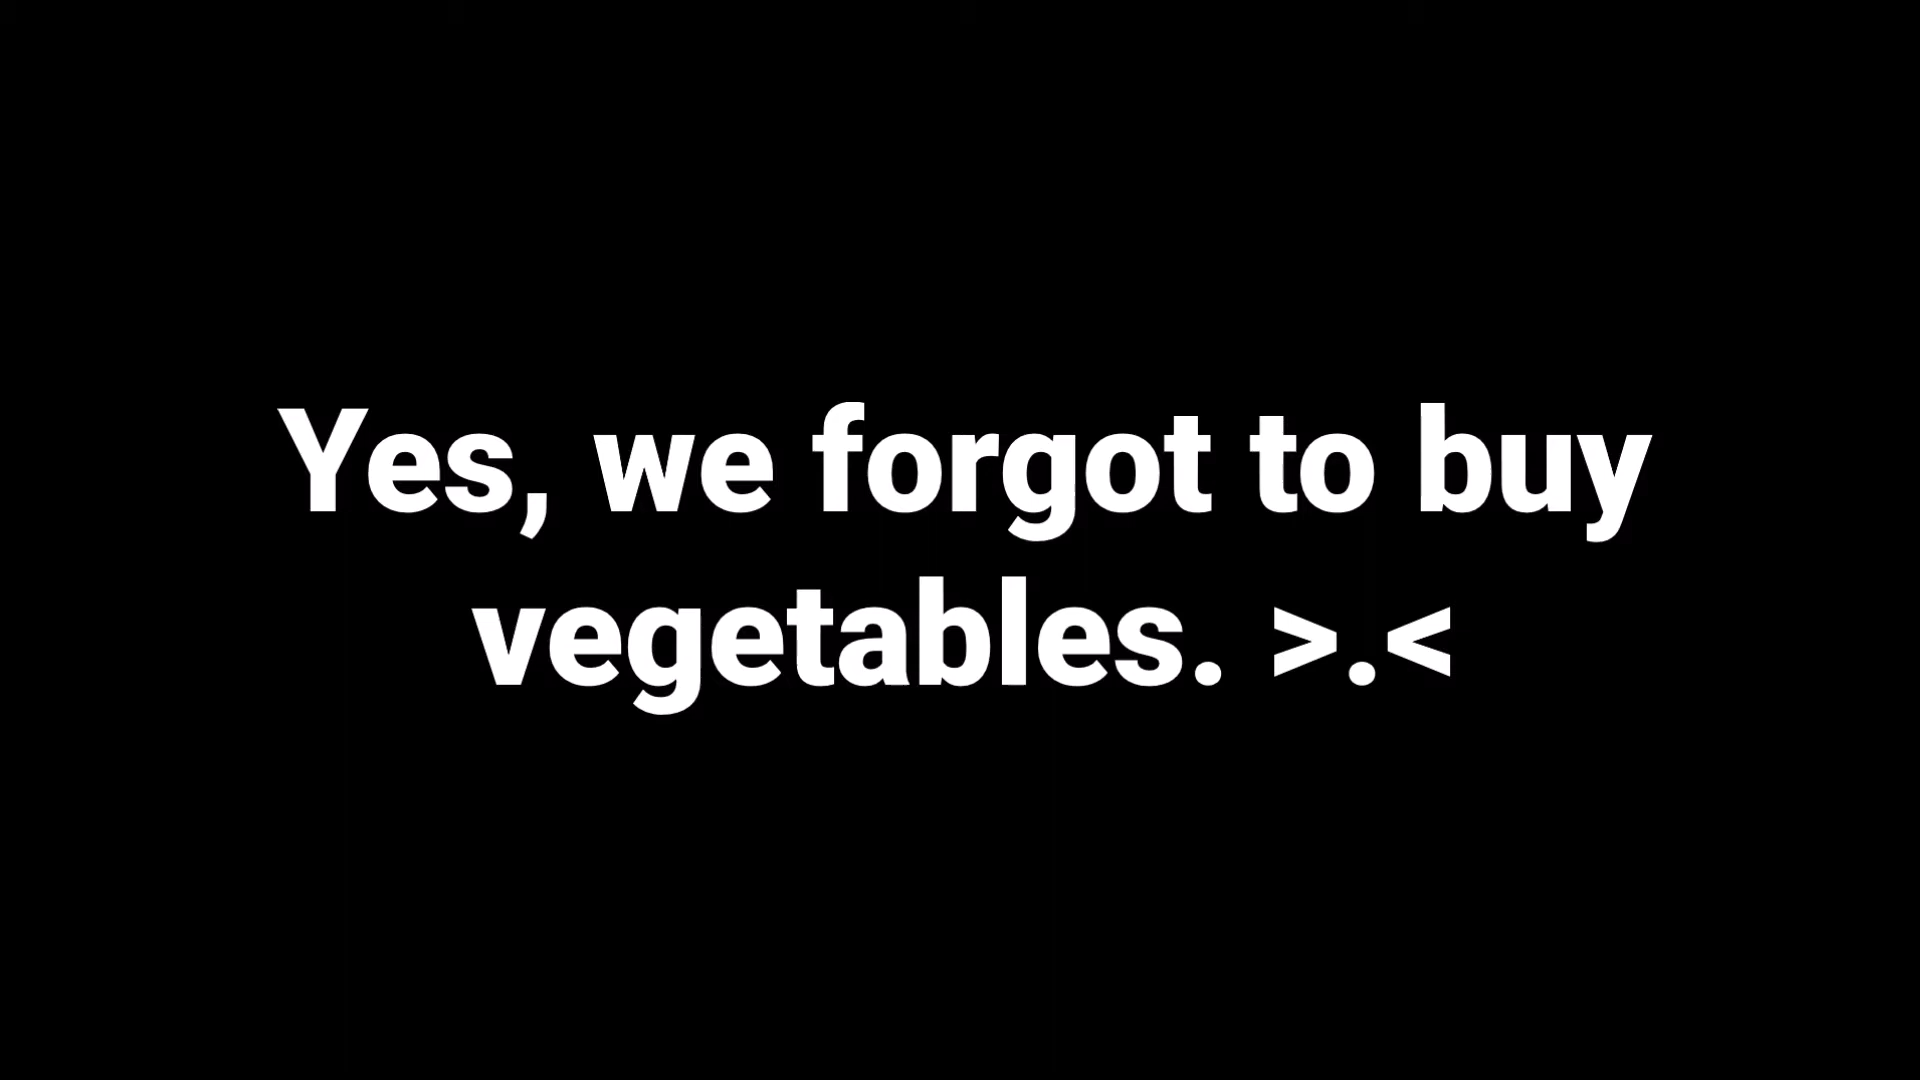 Yes, we forgot to buy
vegetables. >.<